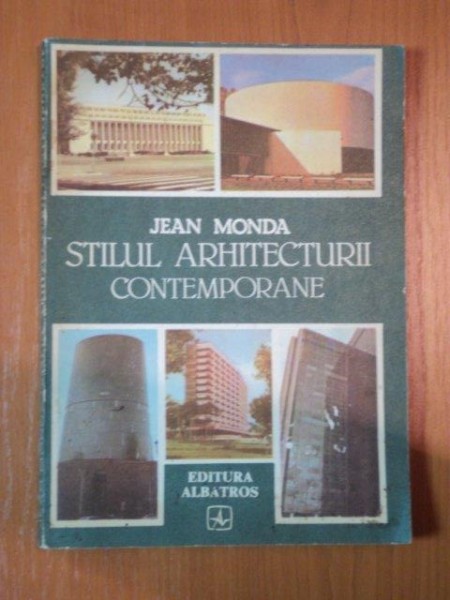 JEAN MONDA
STILUL ARHITECTURII
CONTEMPORANE
EDITURA
ALBATROS